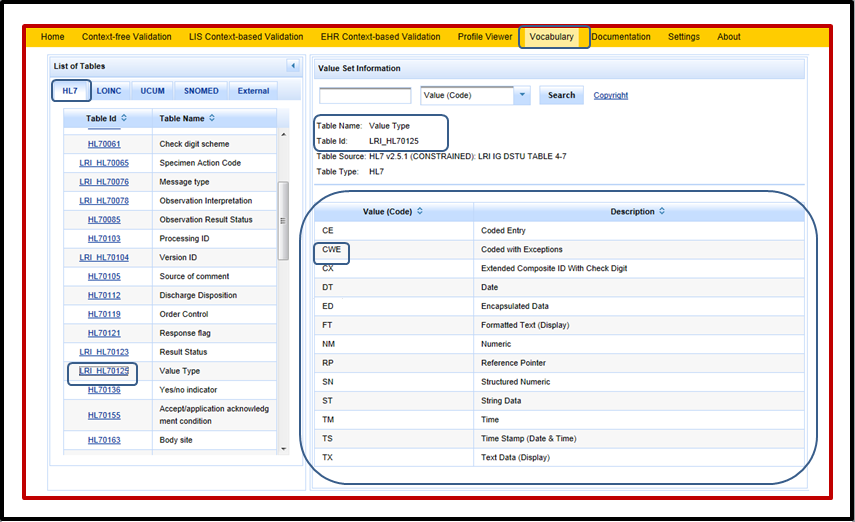 Home Context-free Validation LIS Context-based Validation EHR Context-based Validation Profile Viewer Vocabulary Documentation Settings About
List of Tables
HL7 LOINC UCUM SNOMED External
Table Id Table Name
HL70061 Check digit scheme
LRI_HL70065 Specimen Action Code
LRI_HL70076 Message type
LRI_HL70078 Observation Interpretation
HL70085 Observation Result Status
HL70103 Processing ID
LRI_HL70104 Version ID
HL70105 Source of comment
HL70112 Discharge Disposition
HL70119 Order Control
HL70121 Response flag
LRI_HL70123 Result Status
LRI_HL70125 Value Type
HL70136 Yes/no indicator
HL70155 Accept/application acknowledg
ment condition
HL70163 Body site
Value Set Information
Value (Code) Search Copyright
Table Name: Value Type
Table Id: LRI_HL70125
Table Source: HL7 v2.5.1 (CONSTRAINED): LRI IG DSTU TABLE 4-7
Table Type: HL7
Value (Code) Description
CE Coded Entry
CWE Coded with Exceptions
CX Extended Composite ID With Check Digit
DT Date
ED Encapsulated Data
FT Formatted Text (Display)
NM Numeric
RP Reference Pointer
SN Structured Numeric
ST String Data
TM Time
TS Time Stamp (Date & Time)
TX Text Data (Display)